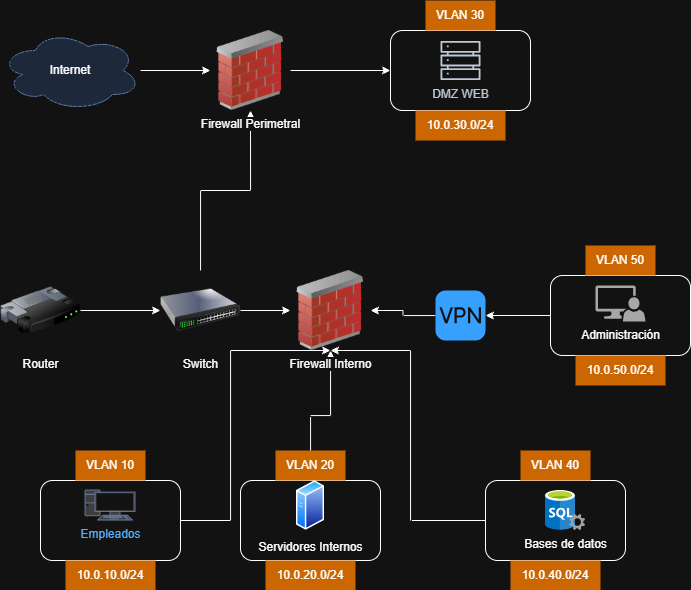 VLAN 30
Internet
DMZ WEB
Firewall Perimetral
10.0.30.0/24
VLAN 50
VPN
Administración
Router
Switch
Firewall Interno
10.0.50.0/24
VLAN 10
VLAN 20
VLAN 40
SQL
Empleados
Servidores Internos
Bases de datos
10.0.10.0/24
10.0.20.0/24
10.0.40.0/24